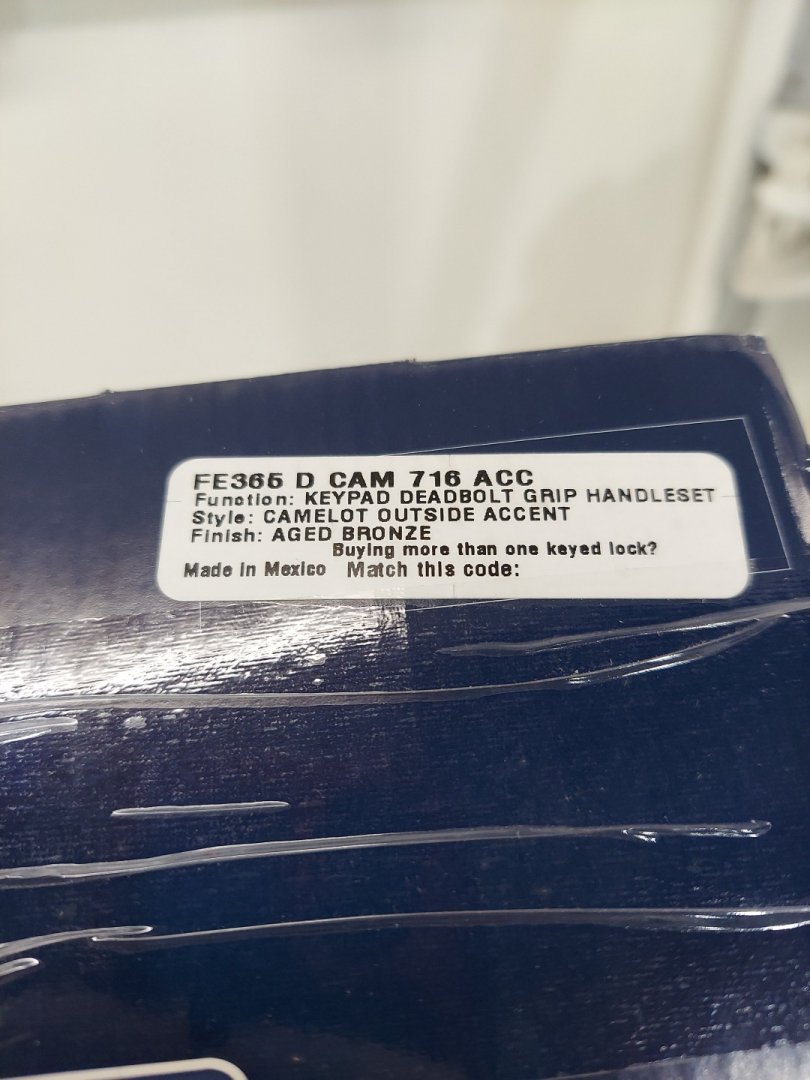 FE365 D CAM 716 ACC
Function: KEYPAD DEADBOLT GRIP HANDLESET
Style: CAMELOT OUTSIDE ACCENT
Finish: AGED BRONZE
Buying more than one keyed lock?
Made in Mexico Match this code: